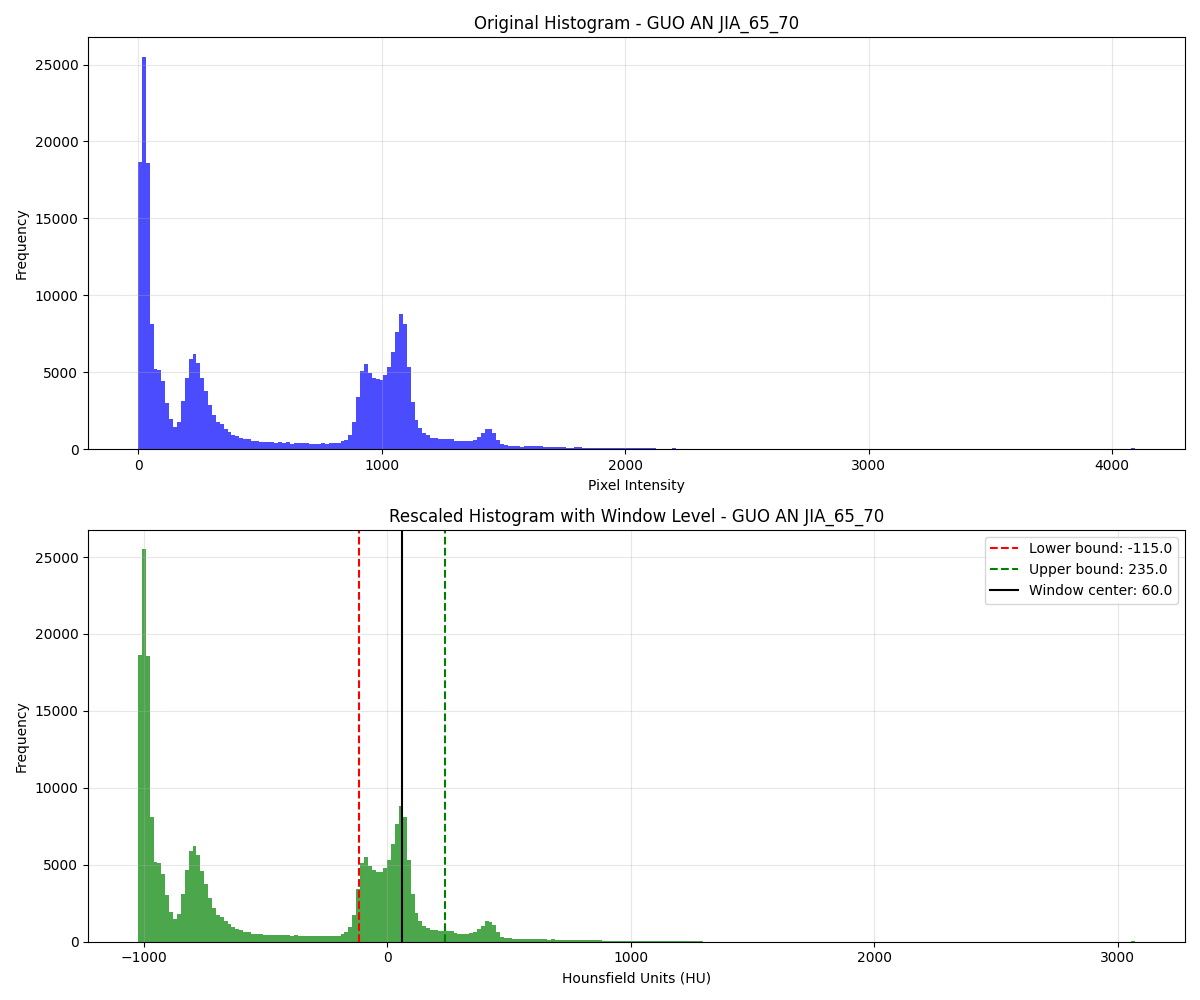 Original Histogram - GUO AN JIA_65_70
25000
20000
15000
10000
5000
0
Frequency
0 1000 2000 3000 4000
Pixel Intensity
Rescaled Histogram with Window Level - GUO AN JIA_65_70
Lower bound: -115.0
Upper bound: 235.0
Window center: 60.0
25000
20000
15000
10000
5000
0
Frequency
−1000 0 1000 2000 3000
Hounsfield Units (HU)